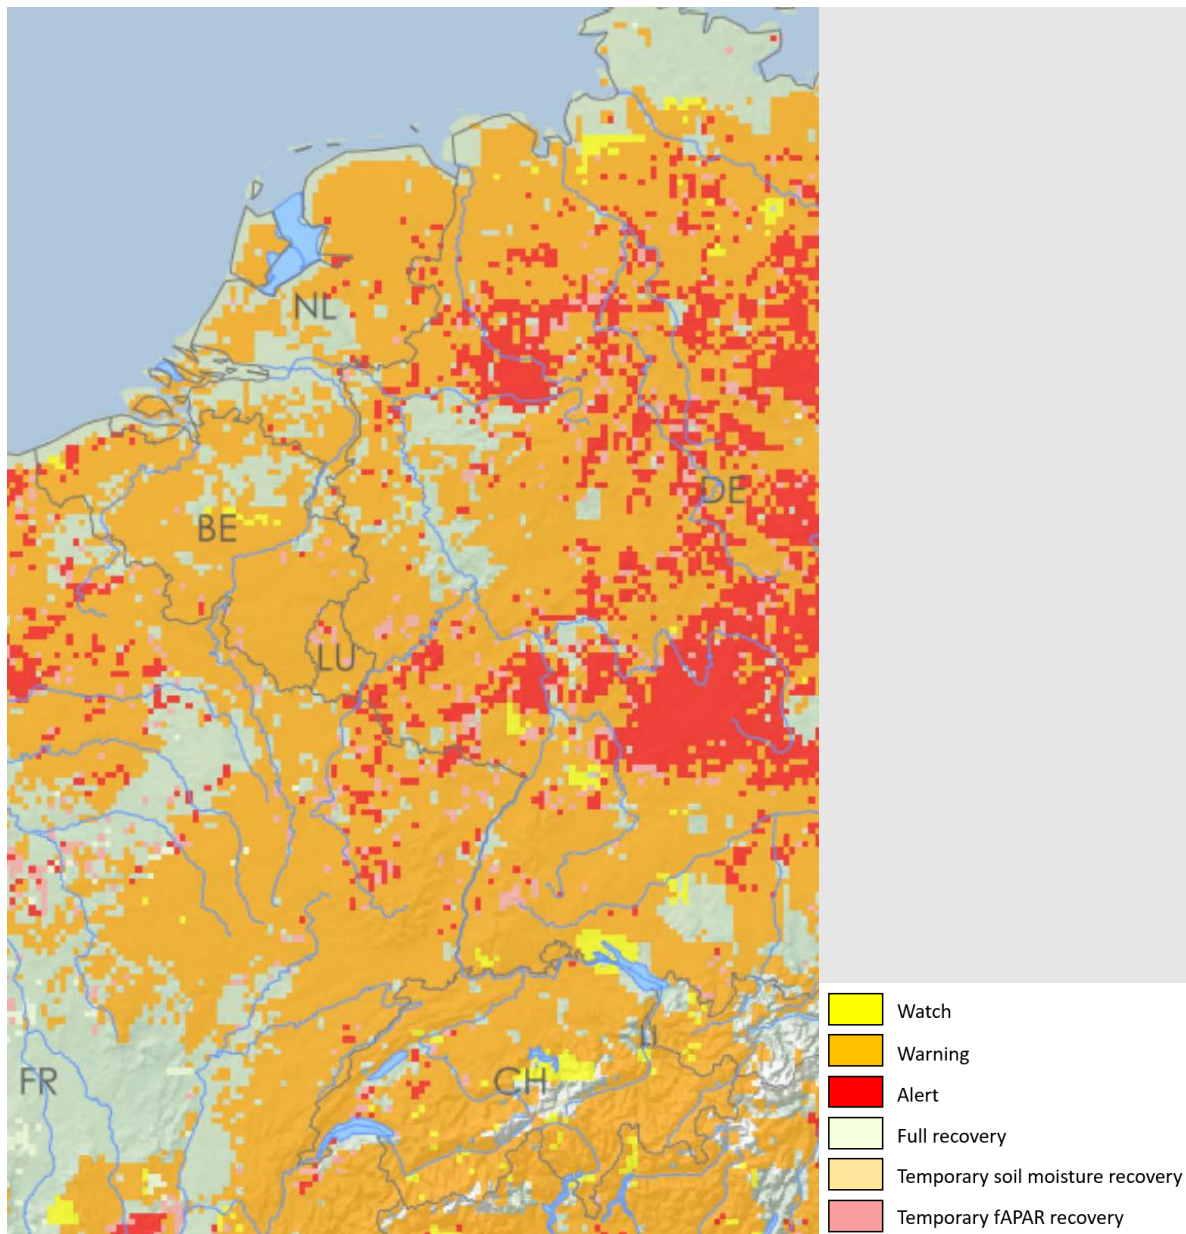 NL
BE
DE
LU
FR
CH
LI
Watch
Warning
Alert
Full recovery
Temporary soil moisture recovery
Temporary fAPAR recovery